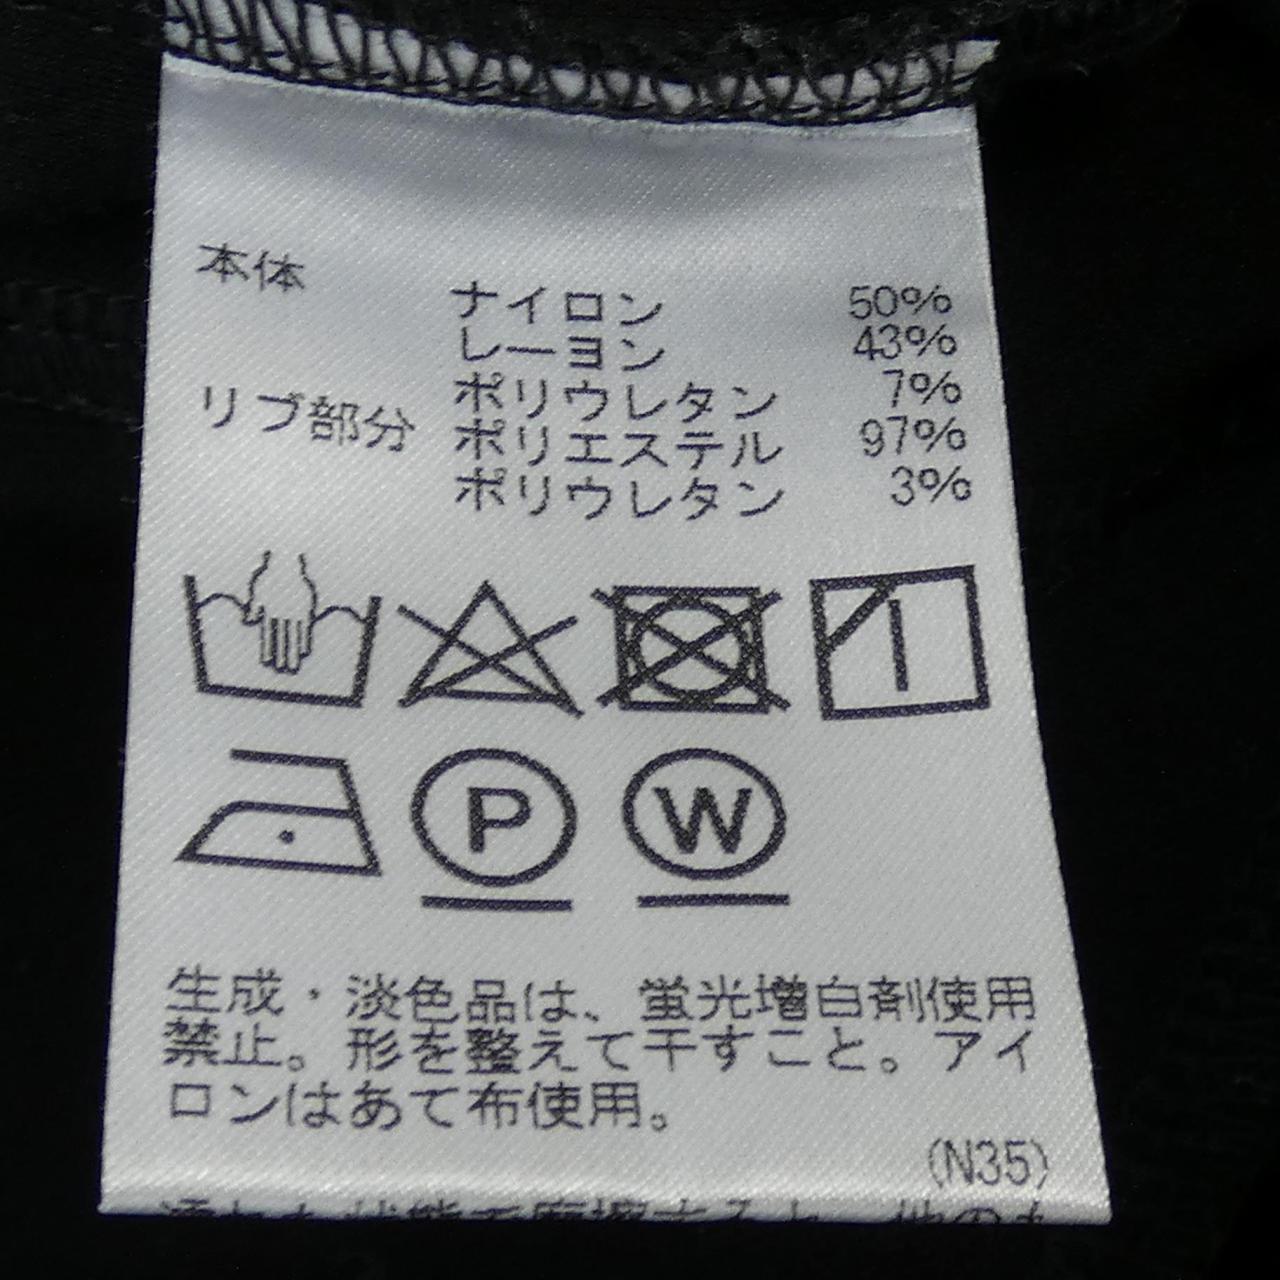 本体
ナイロン 50%
レーヨン 43%
ポリウレタン 7%
リブ部分 ポリエステル 97%
ポリウレタン 3%
P W
生成・淡色品は、蛍光増白剤使用
禁止。形を整えて干すこと。アイ
ロンはあて布使用。
(N35)